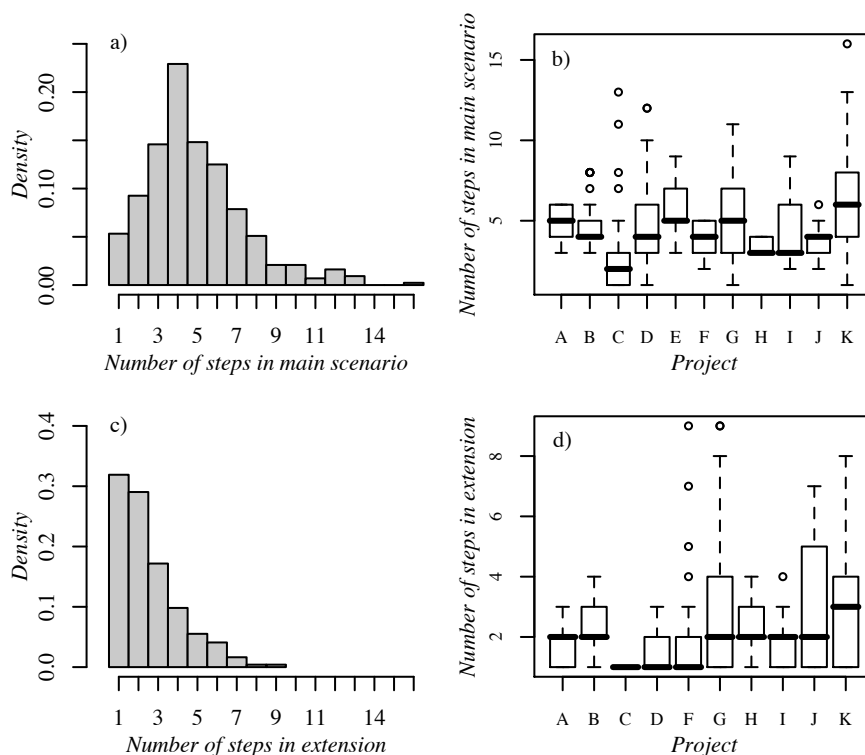 a)
Density
0.00
0.10
0.20
1 3 5 7 9 11 14
Number of steps in main scenario
b)
Number of steps in main scenario
5
10
15
A B C D E F G H I J K
Project
c)
Density
0.0
0.1
0.2
0.3
0.4
1 3 5 7 9 11 14
Number of steps in extension
d)
Number of steps in extension
2
4
6
8
A B C D F G H I J K
Project